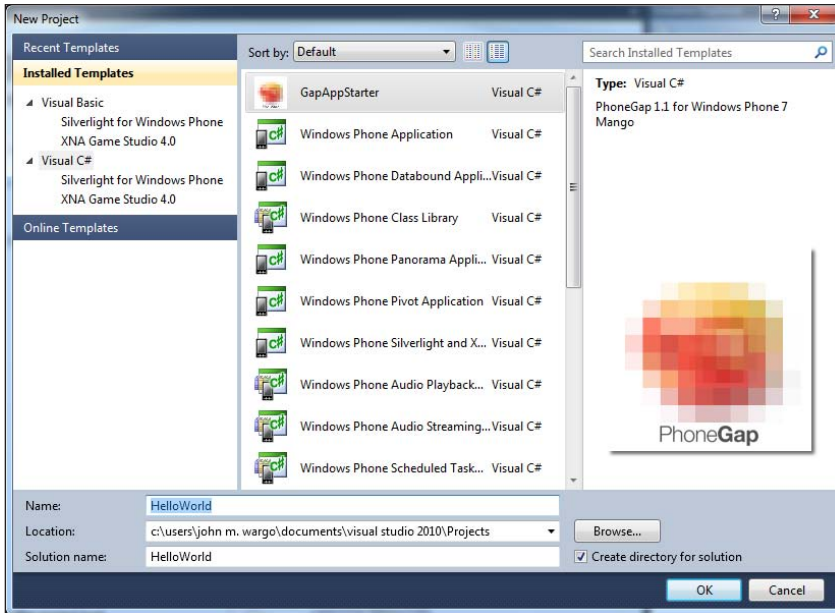 New Project
Recent Templates
Installed Templates
Visual Basic
Silverlight for Windows Phone
XNA Game Studio 4.0
Visual C#
Silverlight for Windows Phone
XNA Game Studio 4.0
Online Templates
Sort by: Default
GapAppStarter Visual C#
Windows Phone Application Visual C#
Windows Phone Databound Appli... Visual C#
Windows Phone Class Library Visual C#
Windows Phone Panorama Appli... Visual C#
Windows Phone Pivot Application Visual C#
Windows Phone Silverlight and X... Visual C#
Windows Phone Audio Playback... Visual C#
Windows Phone Audio Streaming... Visual C#
Windows Phone Scheduled Task... Visual C#
Search Installed Templates
Type: Visual C#
PhoneGap 1.1 for Windows Phone 7
Mango
PhoneGap
Name: HelloWorld
Location: c:\users\john m. wargo\documents\visual studio 2010\Projects Browse...
Solution name: HelloWorld
Create directory for solution
OK Cancel